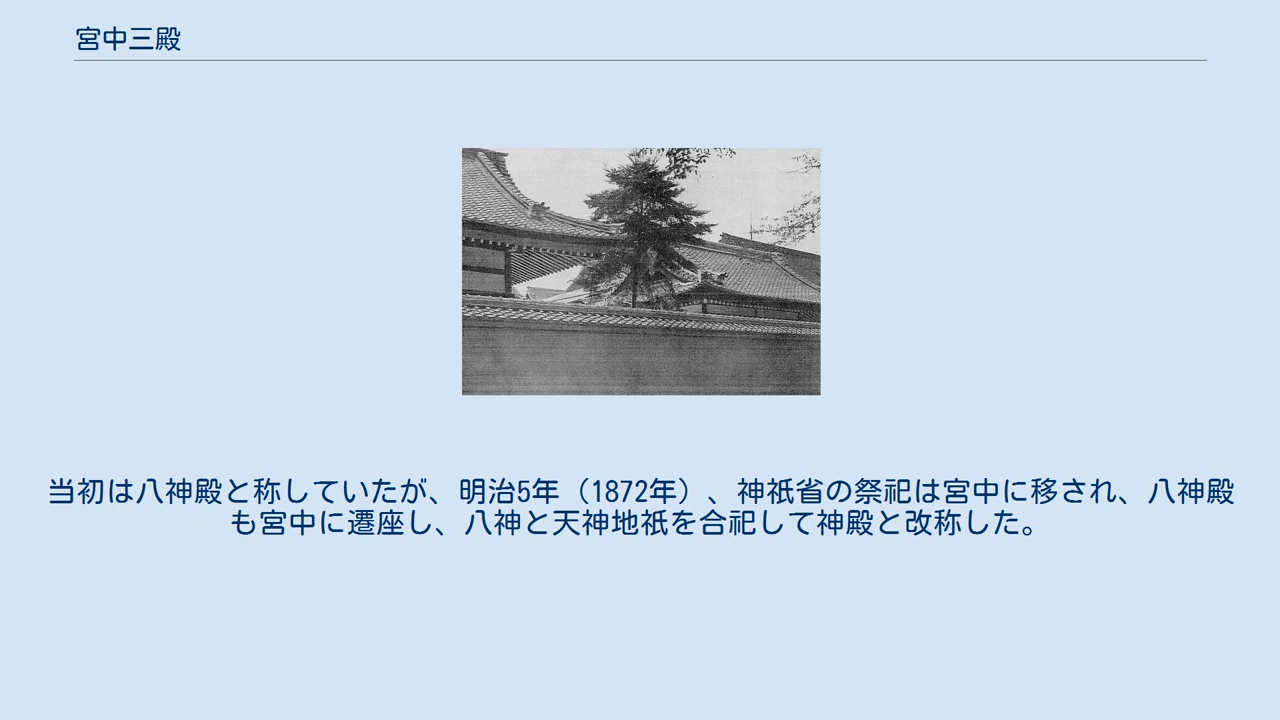 宮中三殿
当初は八神殿と称していたが、明治5年（1872年）、神祇省の祭祀は宮中に移され、八神殿
も宮中に遷座し、八神と天神地祇を合祀して神殿と改称した。